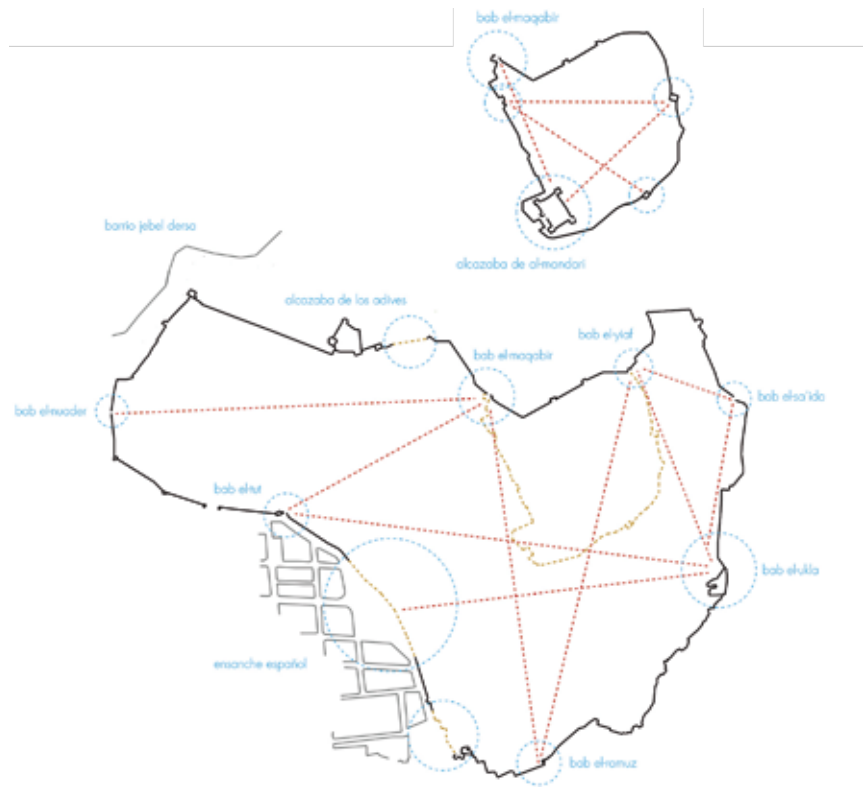 bab el-maqabir
alcazaba de al-mandari
barrio jebel dersa
alcazaba de los adives
bab el-maqabir
bab el-yiaf
bab el-nuader
bab el-sa'ida
bab el-tut
bab el-ukla
ensanche español
bab el-ramuz